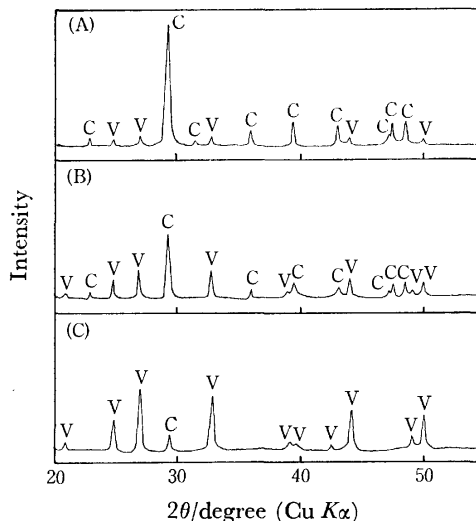 (A)
C V V C C V C C C V C C C V
(B)
V C V V C V C V C C V C C C V V
(C)
V V V C V V V V V V V
Intensity
20 30 40 50
2θ/degree (Cu Kα)